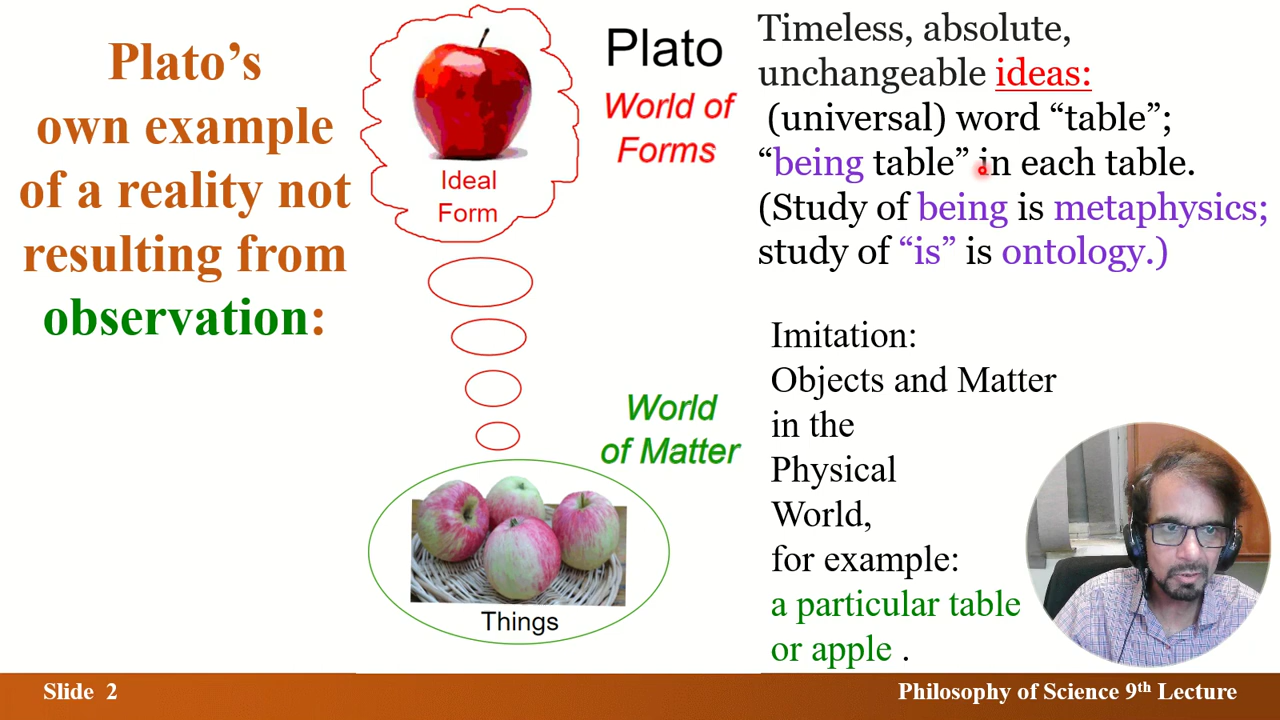 Plato’s
own example
of a reality not
resulting from
observation:
Ideal
Form
Plato
World of
Forms
World
of Matter
Things
Timeless, absolute,
unchangeable ideas:
(universal) word “table”;
“being table” in each table.
(Study of being is metaphysics;
study of “is” is ontology.)
Imitation:
Objects and Matter
in the
Physical
World,
for example:
a particular table
or apple .
Slide 2
Philosophy of Science 9th Lecture